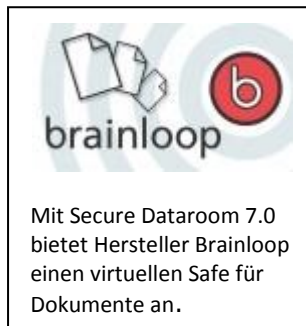 b
brainloop
Mit Secure Dataroom 7.0
bietet Hersteller Brainloop
einen virtuellen Safe für
Dokumente an.